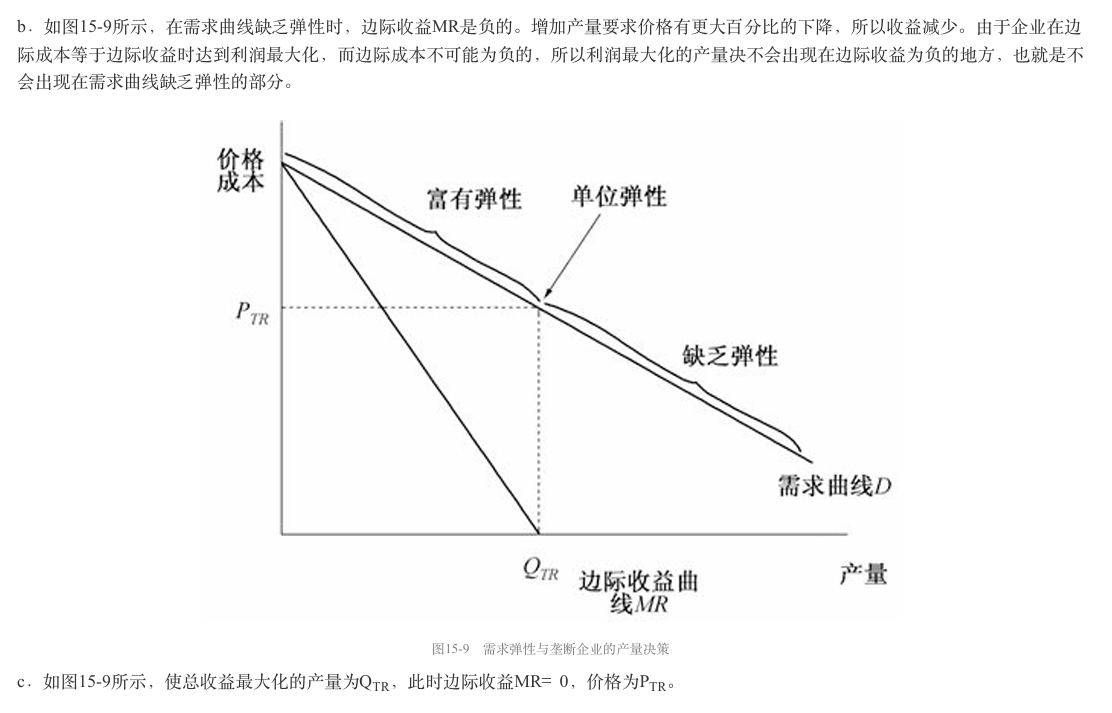 b．如图15-9所示，在需求曲线缺乏弹性时，边际收益MR是负的。增加产量要求价格有更大百分比的下降，所以收益减少。由于企业在边
际成本等于边际收益时达到利润最大化，而边际成本不可能为负的，所以利润最大化的产量决不会出现在边际收益为负的地方，也就是不
会出现在需求曲线缺乏弹性的部分。
价格
成本
富有弹性
单位弹性
P_TR
缺乏弹性
需求曲线D
Q_TR
边际收益曲
线MR
产量
图15-9　需求弹性与垄断企业的产量决策
c．如图15-9所示，使总收益最大化的产量为Q_TR，此时边际收益MR= 0，价格为P_TR。